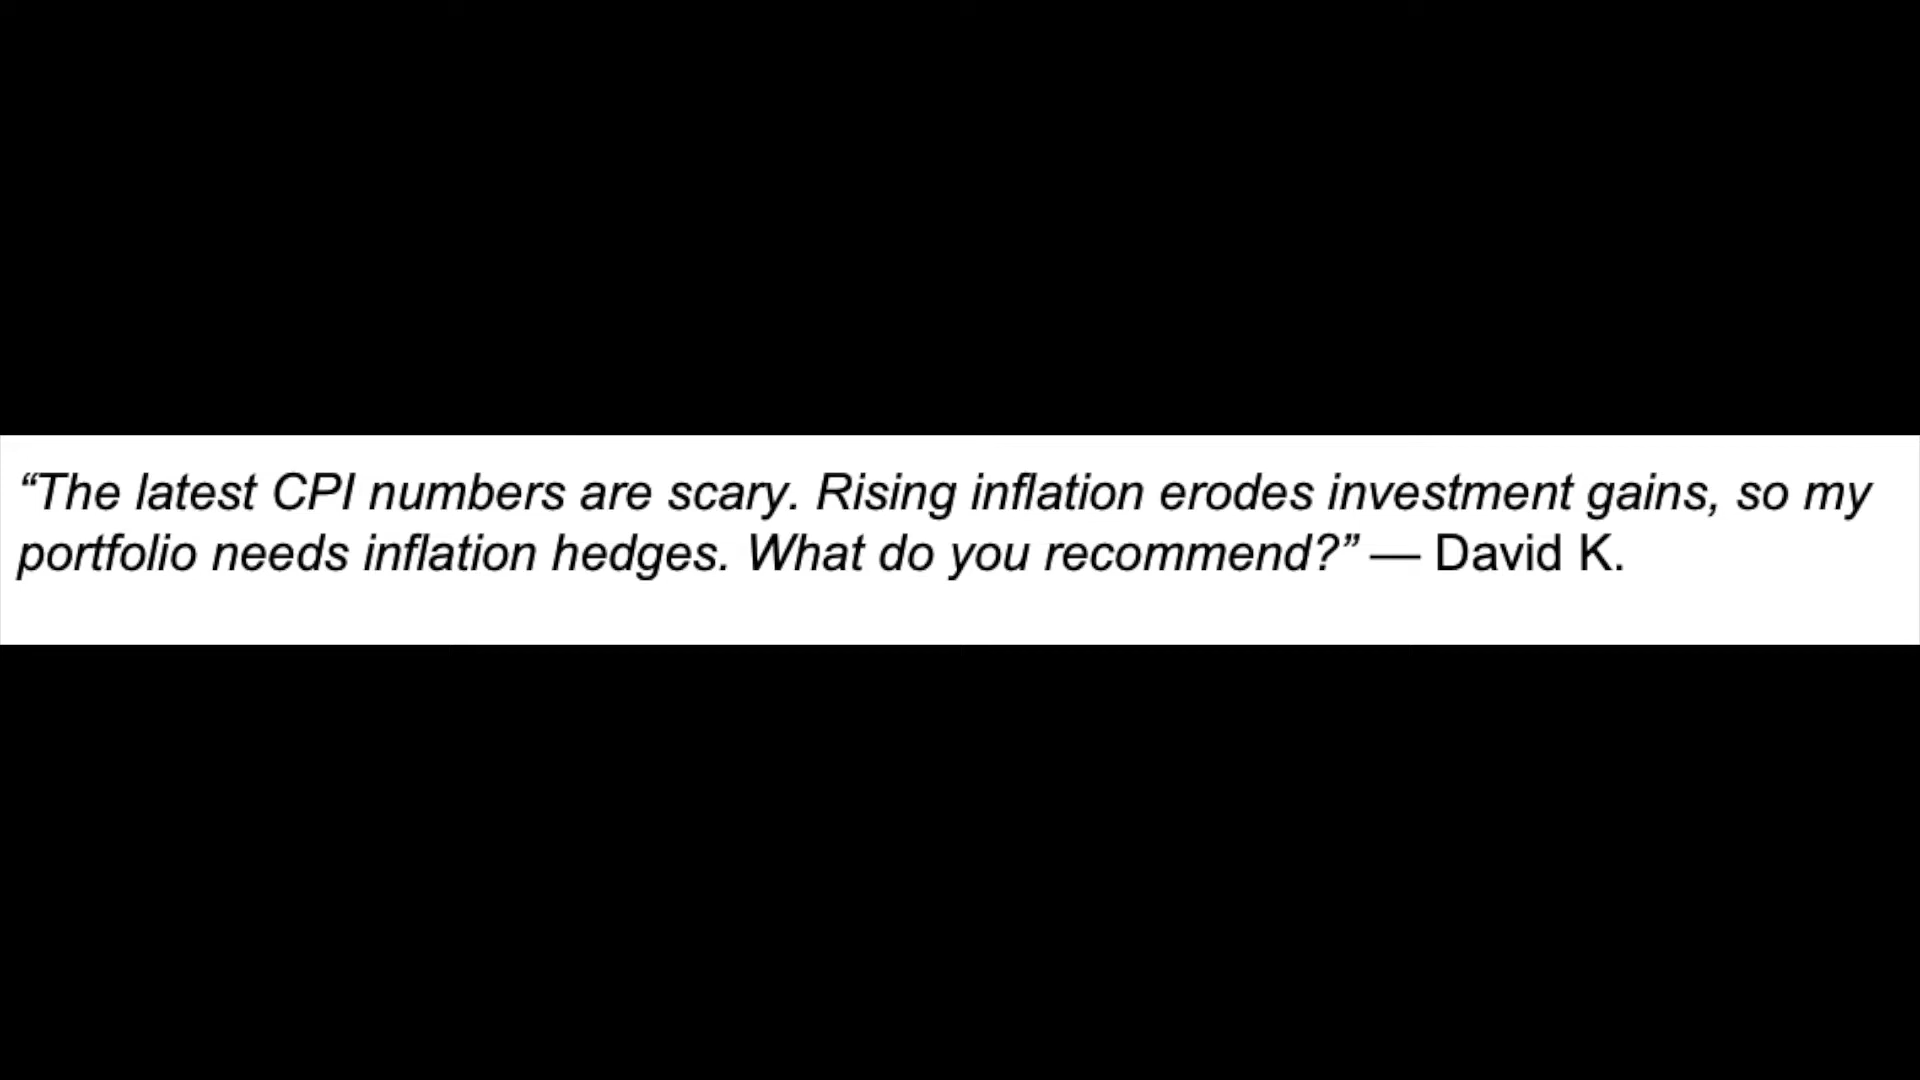 “The latest CPI numbers are scary. Rising inflation erodes investment gains, so my
portfolio needs inflation hedges. What do you recommend?” — David K.